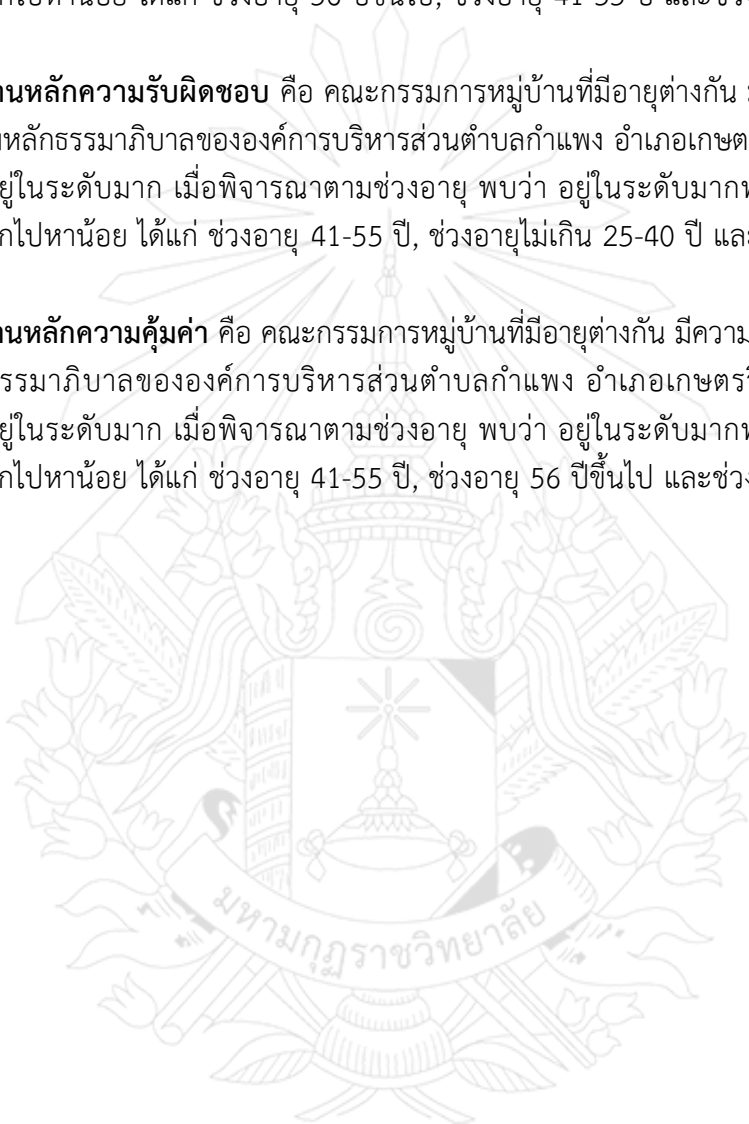 ได้แก่ ช่วงอายุ 56 ปีขึ้นไป, ช่วงอายุ 41-55 ปี
านหลักความรับผิดชอบ คือ คณะกรรมการหมู่บ้านที่มีอายุต่างกัน
หลักธรรมาภิบาลขององค์การบริหารส่วนตำบลกำแพง อำเภอเกษตร
ยู่ในระดับมาก เมื่อพิจารณาตามช่วงอายุ พบว่า อยู่ในระดับมาก
กไปหาน้อย ได้แก่ ช่วงอายุ 41-55 ปี, ช่วงอายุไม่เกิน 25-40 ปี และ
านหลักความคุ้มค่า คือ คณะกรรมการหมู่บ้านที่มีอายุต่างกัน มีความ
รรมาภิบาลขององค์การบริหารส่วนตำบลกำแพง อำเภอเกษตร
ยู่ในระดับมาก เมื่อพิจารณาตามช่วงอายุ พบว่า อยู่ในระดับมาก
กไปหาน้อย ได้แก่ ช่วงอายุ 41-55 ปี, ช่วงอายุ 56 ปีขึ้นไป และช่วง
มหามกุฏราชวิทยาลัย